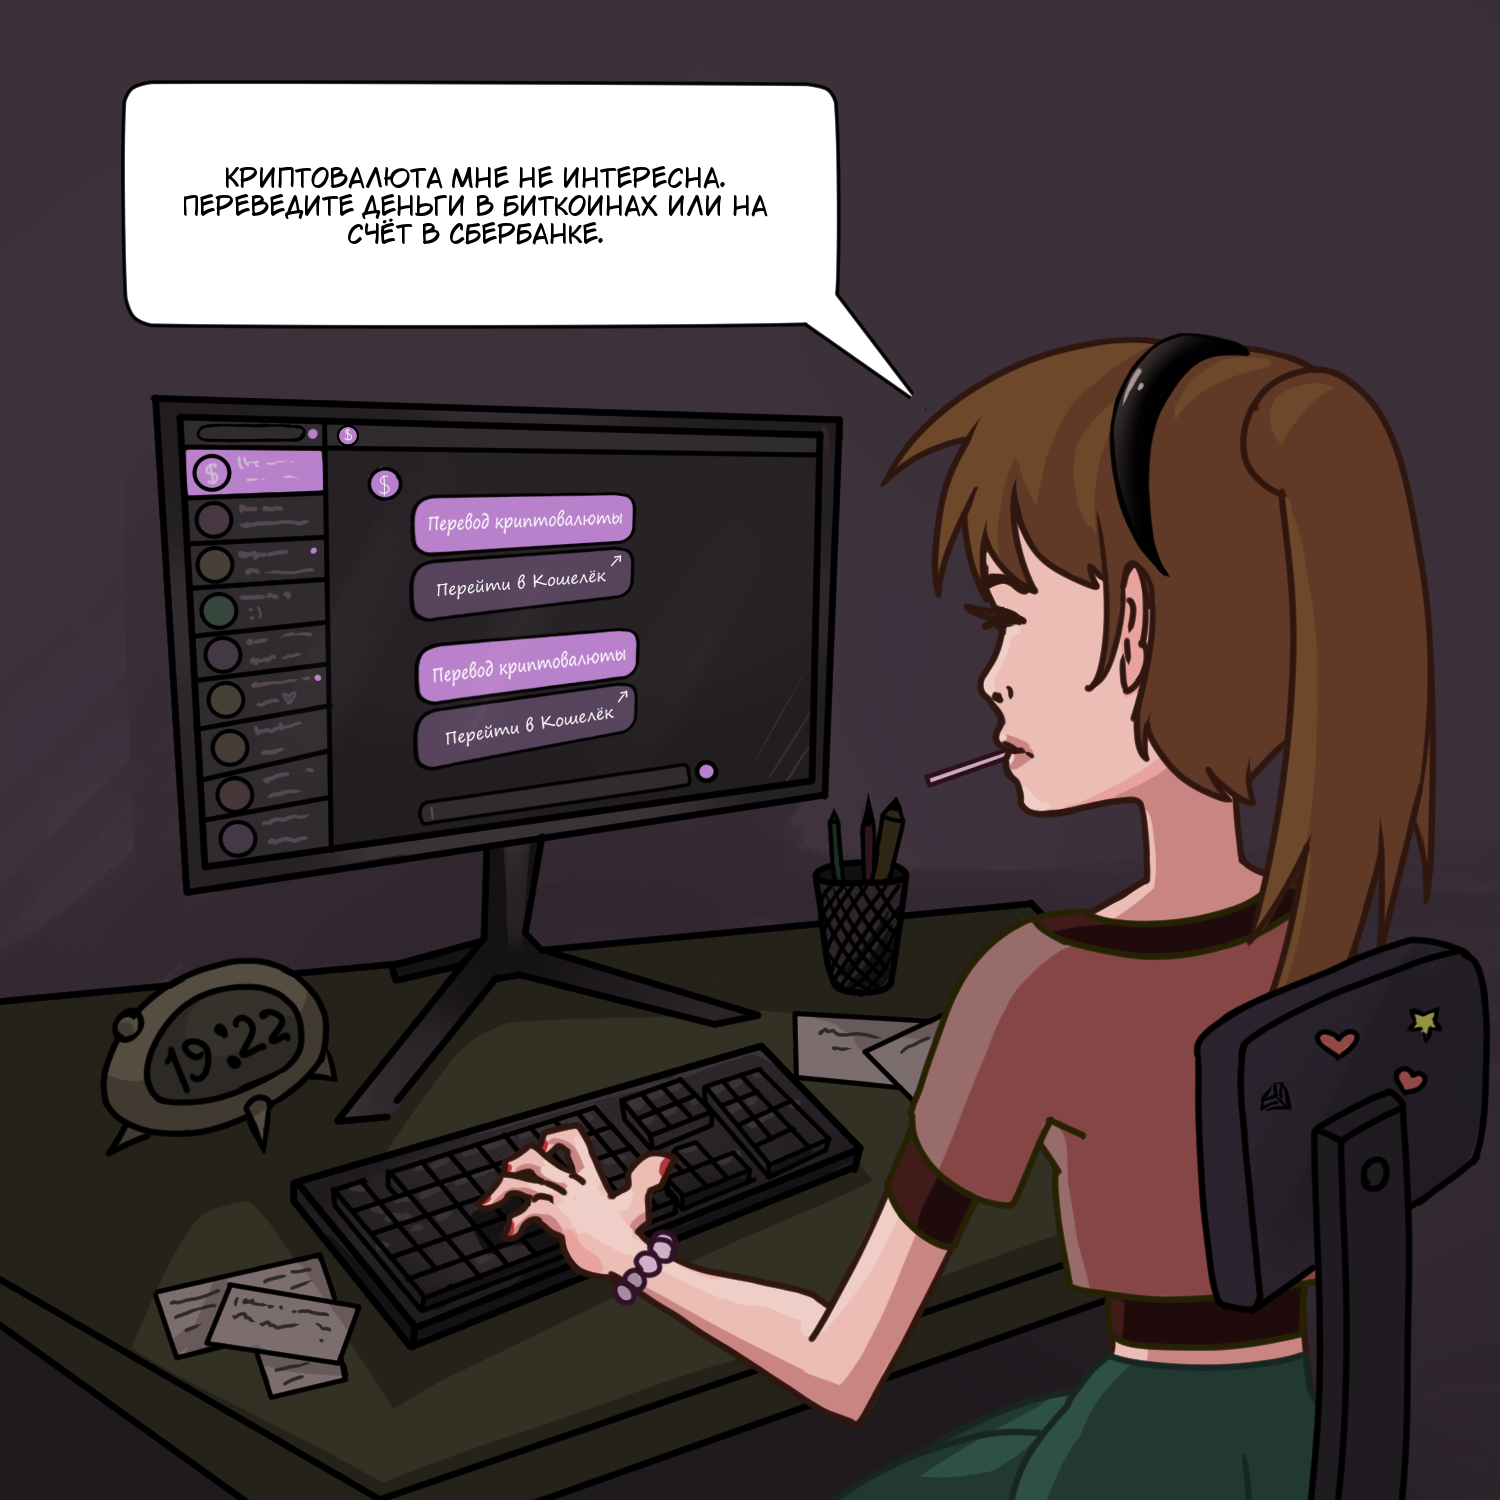 КРИПТОВАЛЮТА МНЕ НЕ ИНТЕРЕСНА.
ПЕРЕВЕДИТЕ ДЕНЬГИ В БИТКОИНАХ ИЛИ НА
СЧЁТ В СБЕРБАНКЕ.
$
$
$
Перевод криптовалюты
Перейти в Кошелёк
:)
Перевод криптовалюты
Перейти в Кошелёк
19:22